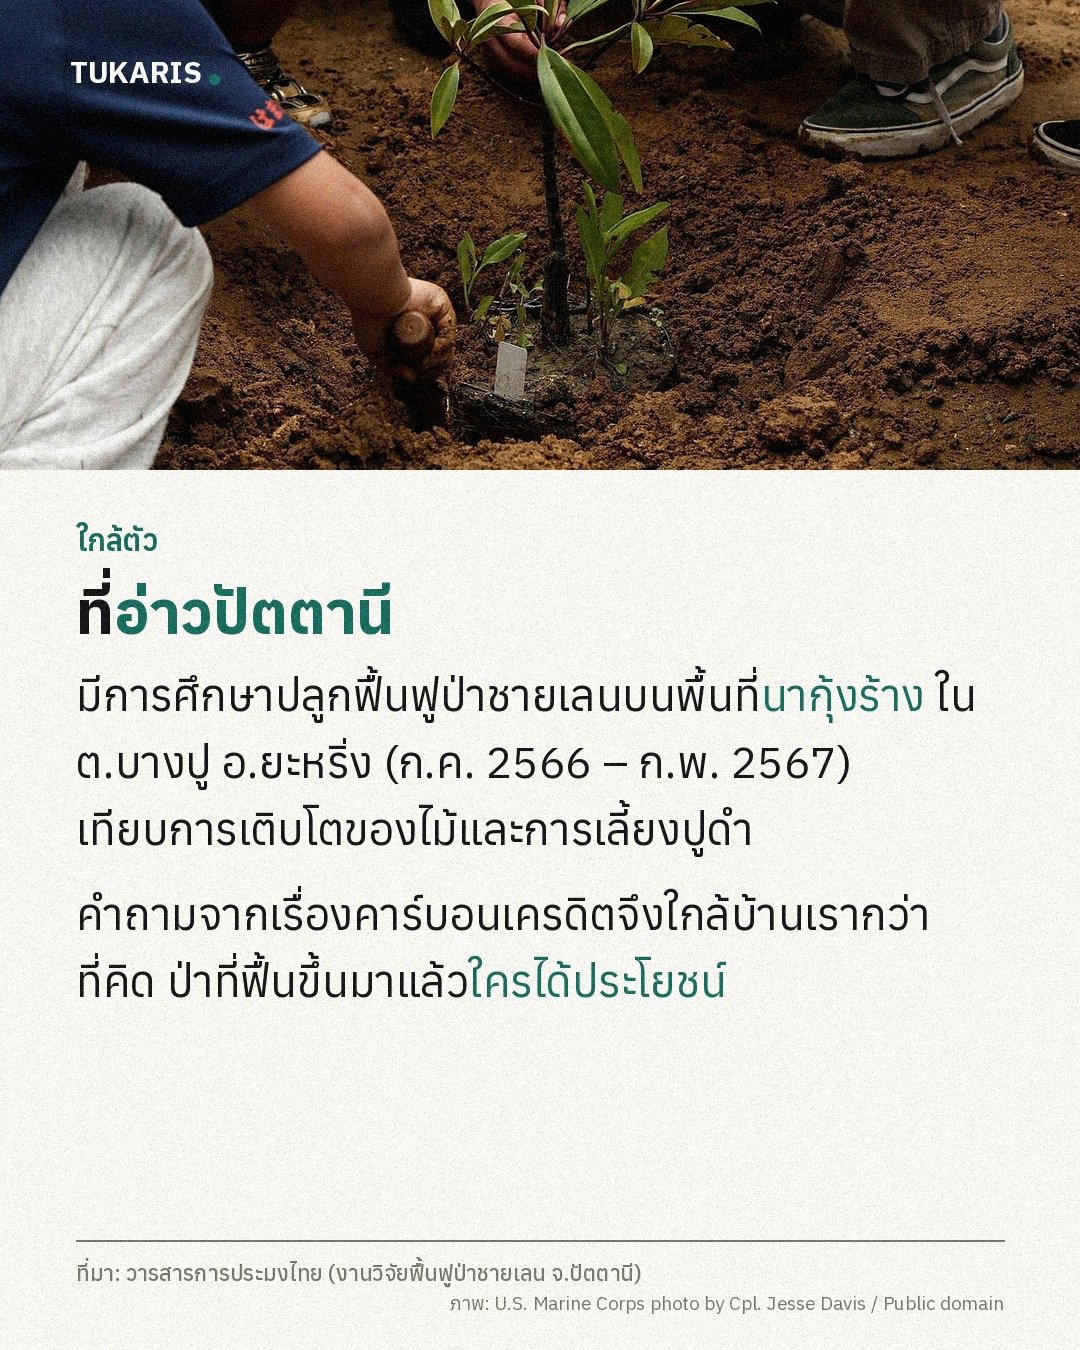 TUKARIS
ใกล้ตัว
ที่อ่าวปัตตานี
มีการศึกษาปลูกฟื้นฟูป่าชายเลนบนพื้นที่นากุ้งร้าง ใน
ต.บางปู อ.ยะหริ่ง (ก.ค. 2566 – ก.พ. 2567)
เทียบการเติบโตของไม้และการเลี้ยงปูดำ
คำถามจากเรื่องคาร์บอนเครดิตจึงใกล้บ้านเรากว่า
ที่คิด ป่าที่ฟื้นขึ้นมาแล้วใครได้ประโยชน์
ที่มา: วารสารการประมงไทย (งานวิจัยฟื้นฟูป่าชายเลน จ.ปัตตานี)
ภาพ: U.S. Marine Corps photo by Cpl. Jesse Davis / Public domain